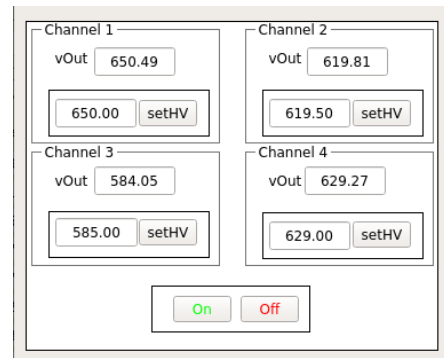 Channel 1
vOut 650.49
650.00 setHV
Channel 2
vOut 619.81
619.50 setHV
Channel 3
vOut 584.05
585.00 setHV
Channel 4
vOut 629.27
629.00 setHV
On Off